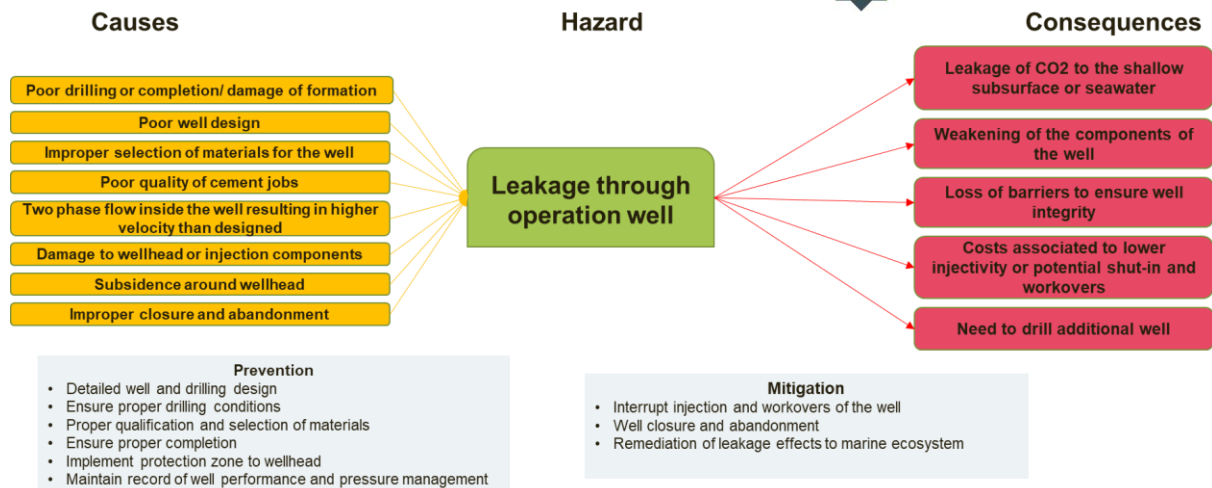 Causes
Hazard
Consequences
Poor drilling or completion/ damage of formation
Poor well design
Improper selection of materials for the well
Poor quality of cement jobs
Two phase flow inside the well resulting in higher
velocity than designed
Damage to wellhead or injection components
Subsidence around wellhead
Improper closure and abandonment
Leakage through
operation well
Leakage of CO2 to the shallow
subsurface or seawater
Weakening of the components of
the well
Loss of barriers to ensure well
integrity
Costs associated to lower
injectivity or potential shut-in and
workovers
Need to drill additional well
Prevention
• Detailed well and drilling design
• Ensure proper drilling conditions
• Proper qualification and selection of materials
• Ensure proper completion
• Implement protection zone to wellhead
• Maintain record of well performance and pressure management
Mitigation
• Interrupt injection and workovers of the well
• Well closure and abandonment
• Remediation of leakage effects to marine ecosystem